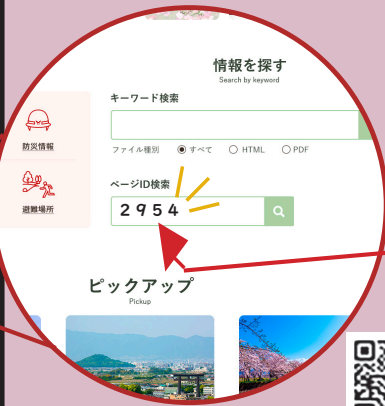 情報を探す
Search by keyword
キーワード検索
ファイル種別 すべて HTML PDF
ページID検索
2954
防災情報
避難場所
ピックアップ
Pickup